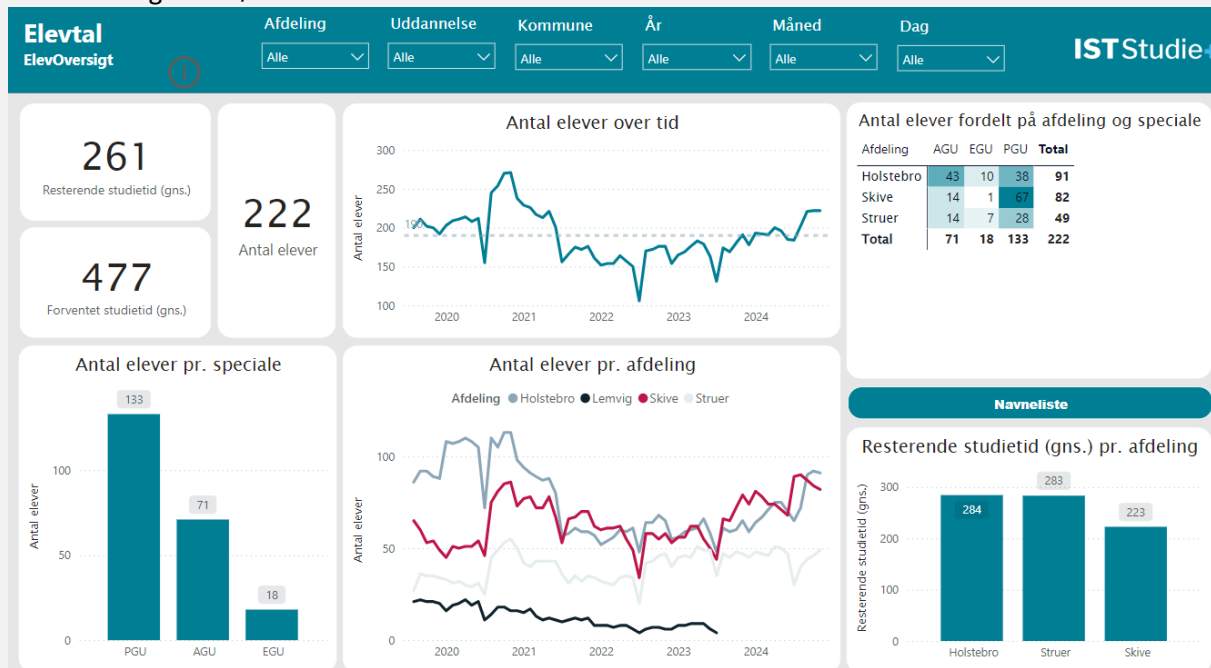 Elevtal
ElevOversigt
Afdeling
Alle
Uddannelse
Alle
Kommune
Alle
År
Alle
Måned
Alle
Dag
Alle
IST Studie+
261
Resterende studietid (gns.)
477
Forventet studietid (gns.)
222
Antal elever
Antal elever over tid
Antal elever
300
250
200
150
100
190
2020 2021 2022 2023 2024
Antal elever fordelt på afdeling og speciale
Afdeling AGU EGU PGU Total
Holstebro 43 10 38 91
Skive 14 1 67 82
Struer 14 7 28 49
Total 71 18 133 222
Antal elever pr. speciale
Antal elever
100
50
0
133
71
18
PGU AGU EGU
Antal elever pr. afdeling
Afdeling Holstebro Lemvig Skive Struer
Antal elever
100
50
0
2020 2021 2022 2023 2024
Navneliste
Resterende studietid (gns.) pr. afdeling
Resterende studietid (gns.)
300
200
100
0
284
283
223
Holstebro Struer Skive